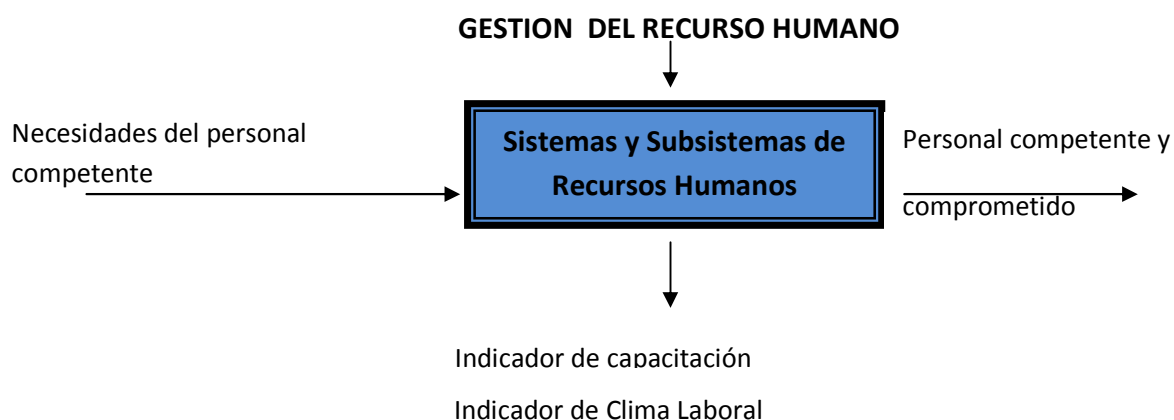 GESTION DEL RECURSO HUMANO
Necesidades del personal
competente
Sistemas y Subsistemas de
Recursos Humanos
Personal competente y
comprometido
Indicador de capacitación
Indicador de Clima Laboral